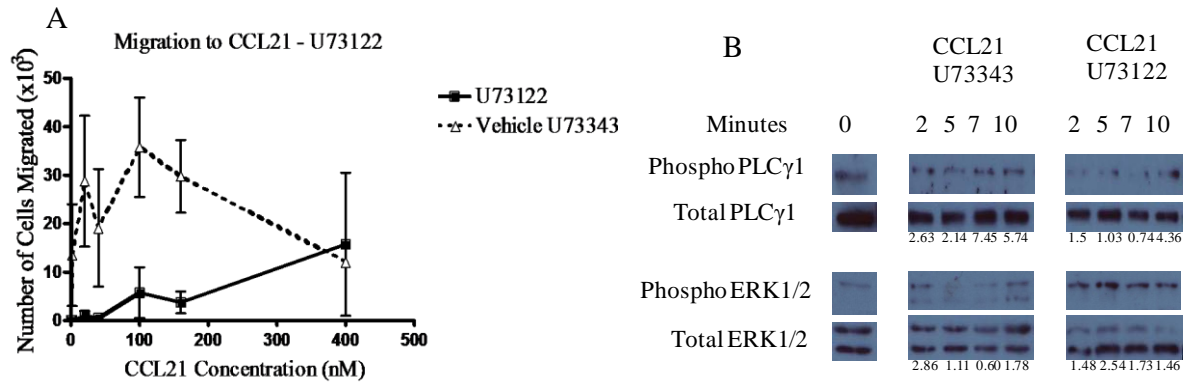 A
Migration to CCL21 - U73122
Number of Cells Migrated (x10³)
50
40
30
20
10
0
0 100 200 300 400 500
CCL21 Concentration (nM)
U73122
Vehicle U73343
B
CCL21 U73343
CCL21 U73122
Minutes 0 2 5 7 10 2 5 7 10
Phospho PLCγ1
Total PLCγ1
2.63 2.14 7.45 5.74 1.5 1.03 0.74 4.36
Phospho ERK1/2
Total ERK1/2
2.86 1.11 0.60 1.78 1.48 2.54 1.73 1.46